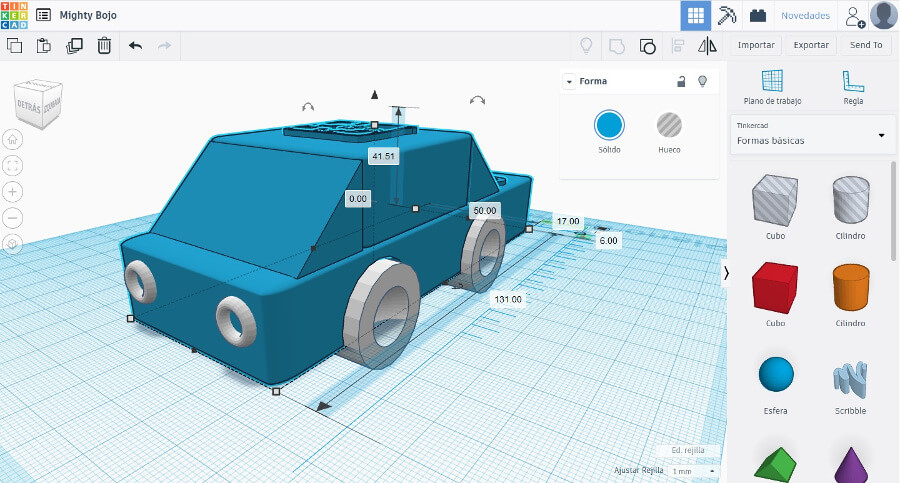 TIN
KER
CAD
Mighty Bojo
Novedades
Importar
Exportar
Send To
DETRÁS
Forma
Sólido
Hueco
Plano de trabajo
Regla
Tinkercad
Formas básicas
41.51
0.00
50.00
17.00
6.00
131.00
Cubo
Cilindro
Cubo
Cilindro
Esfera
Scribble
Ed. rejilla
Ajustar Rejilla
1 mm